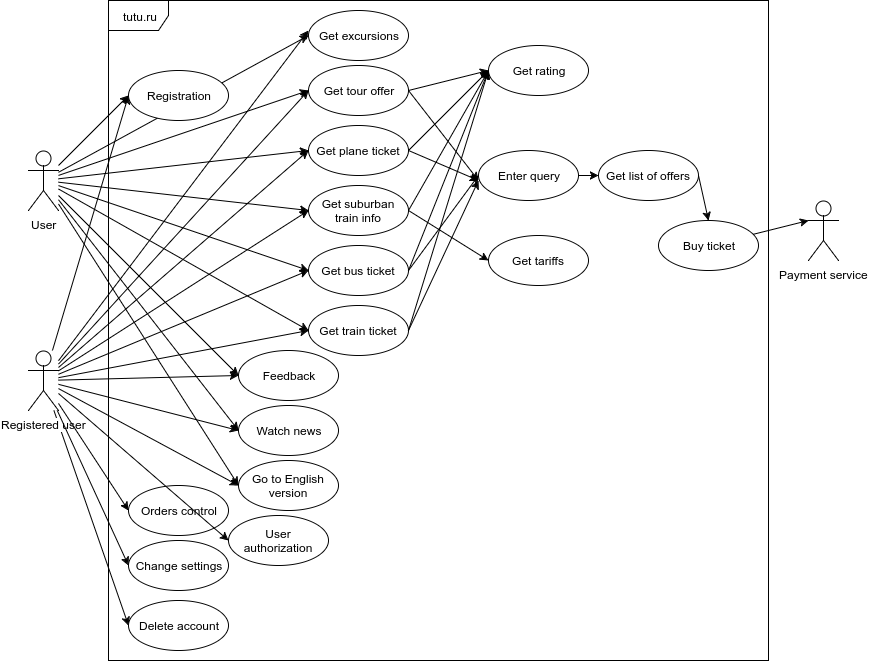 tutu.ru
Get excursions
Get rating
Registration
Get tour offer
Get plane ticket
Enter query
Get list of offers
Get suburban
train info
User
Buy ticket
Get bus ticket
Get tariffs
Payment service
Get train ticket
Feedback
Registered user
Watch news
Go to English
version
Orders control
User
authorization
Change settings
Delete account